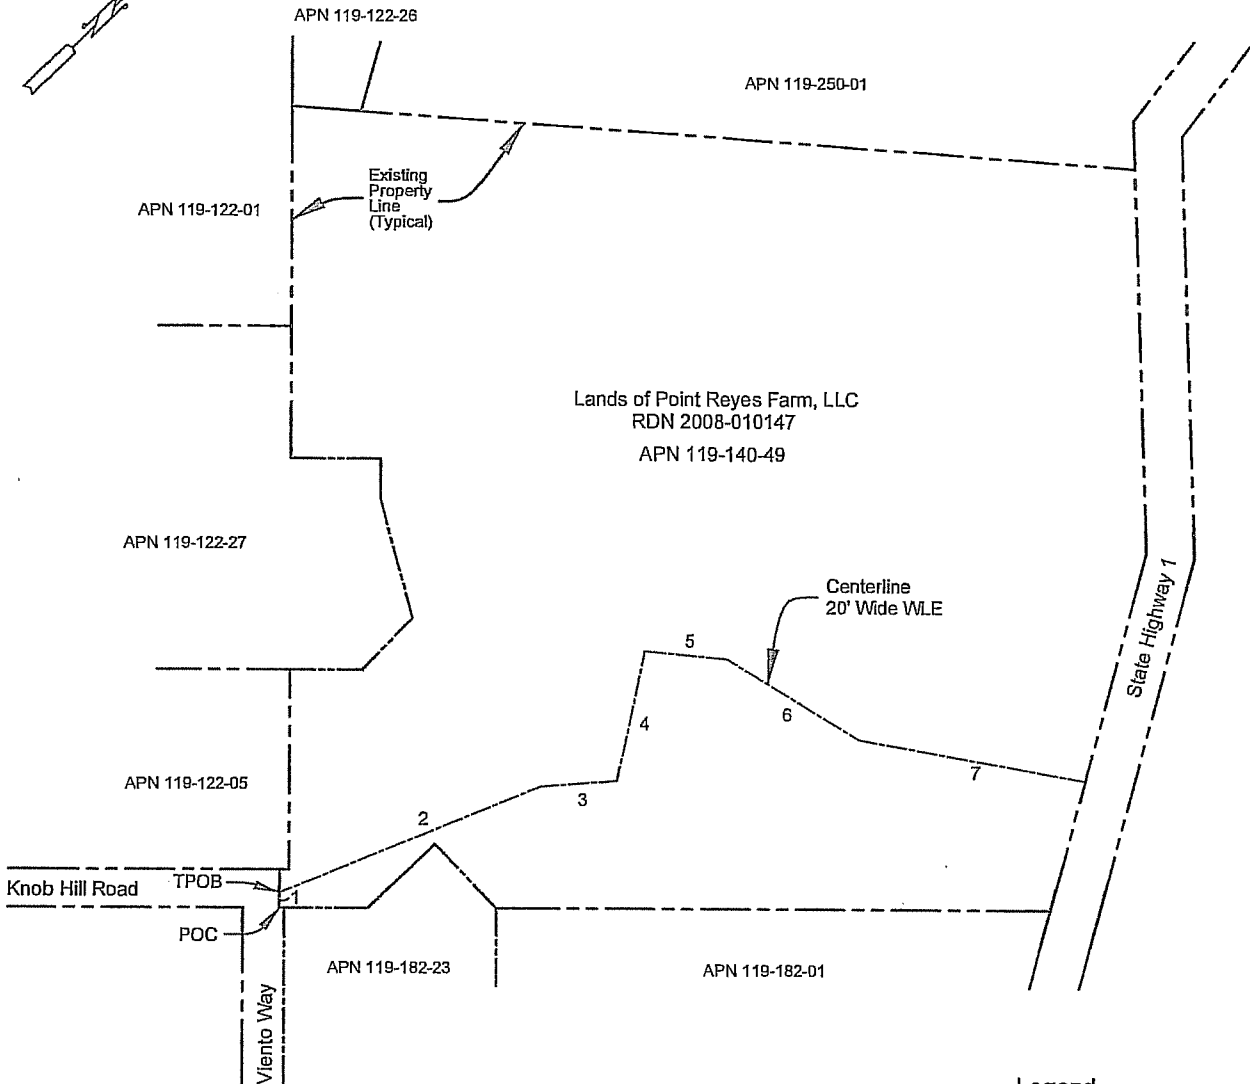 APN 119-122-26
APN 119-250-01
Existing
Property
Line
(Typical)
APN 119-122-01
Lands of Point Reyes Farm, LLC
RDN 2008-010147
APN 119-140-49
APN 119-122-27
State Highway 1
Centerline
20' Wide WLE
5
4
6
7
APN 119-122-05
3
2
Knob Hill Road
TPOB
1
POC
APN 119-182-23
APN 119-182-01
Viento Way
Legend